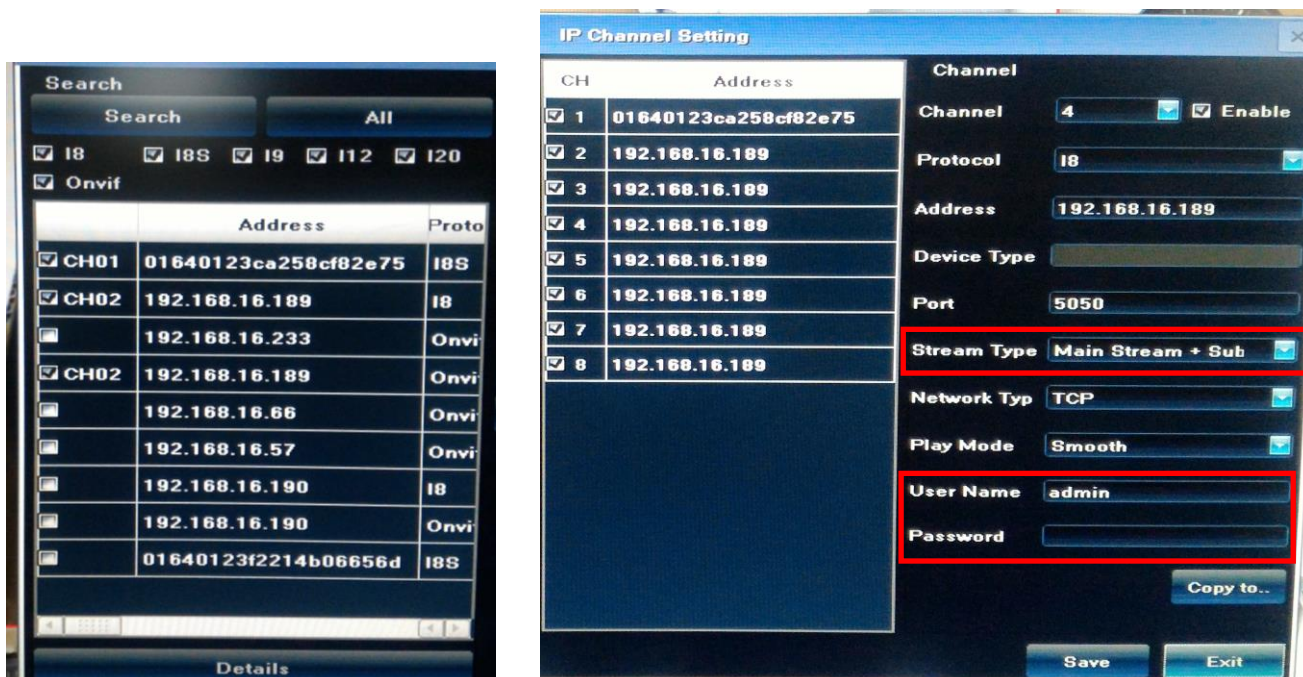 Search
Search All
I8 I8S I9 I12 I20
Onvif
Address Proto
CH01 01640123ca258cf82e75 I8S
CH02 192.168.16.189 I8
192.168.16.233 Onvi
CH02 192.168.16.189 Onvi
192.168.16.66 Onvi
192.168.16.57 Onvi
192.168.16.190 I8
192.168.16.190 Onvi
01640123f2214b06656d I8S
Details
IP Channel Setting
CH Address
1 01640123ca258cf82e75
2 192.168.16.189
3 192.168.16.189
4 192.168.16.189
5 192.168.16.189
6 192.168.16.189
7 192.168.16.189
8 192.168.16.189
Channel
Channel 4 Enable
Protocol I8
Address 192.168.16.189
Device Type
Port 5050
Stream Type Main Stream + Sub
Network Typ TCP
Play Mode Smooth
User Name admin
Password
Copy to..
Save Exit